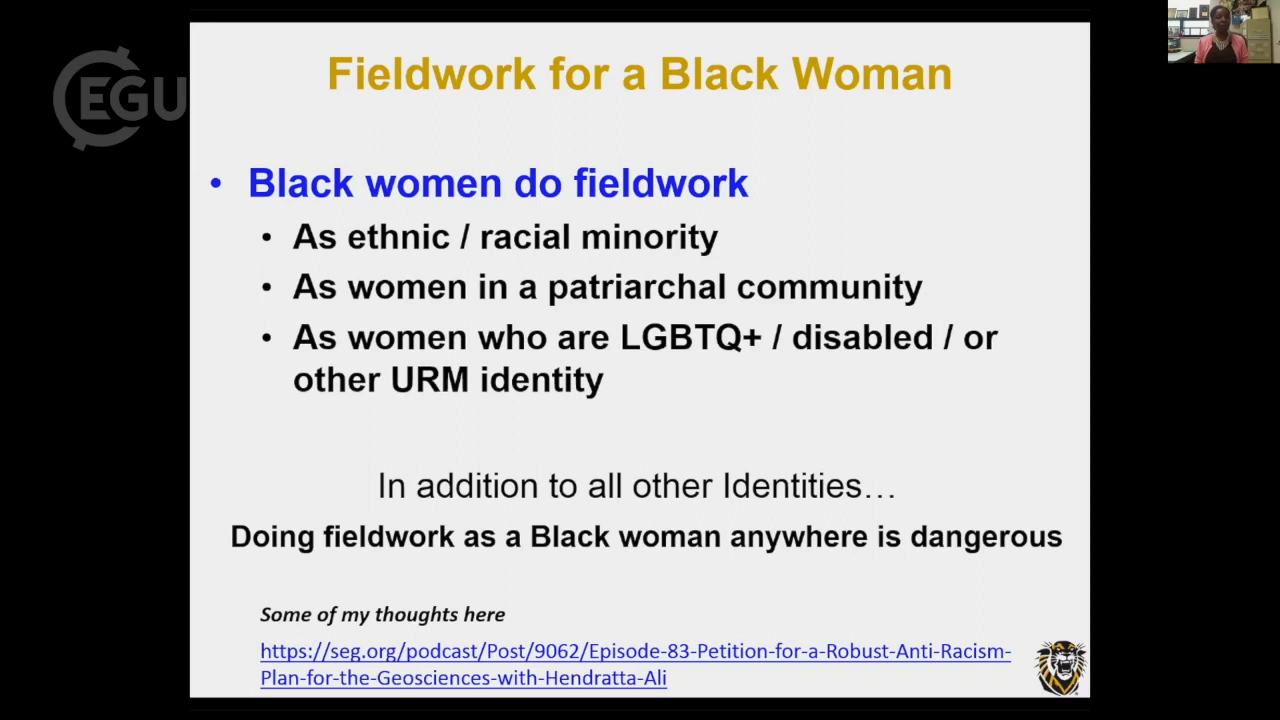 EGU
Fieldwork for a Black Woman
• Black women do fieldwork
• As ethnic / racial minority
• As women in a patriarchal community
• As women who are LGBTQ+ / disabled / or
other URM identity
In addition to all other Identities…
Doing fieldwork as a Black woman anywhere is dangerous
Some of my thoughts here
https://seg.org/podcast/Post/9062/Episode-83-Petition-for-a-Robust-Anti-Racism-
Plan-for-the-Geosciences-with-Hendratta-Ali